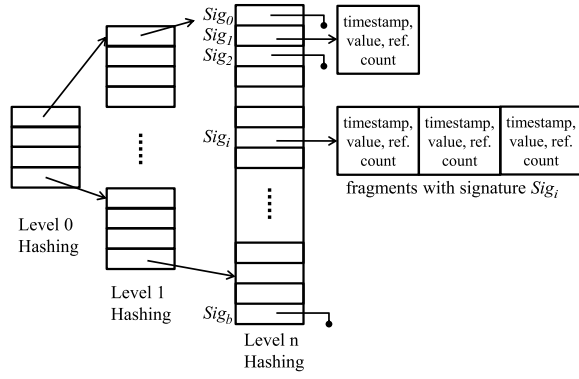 Sig0
Sig1
Sig2
timestamp,
value, ref.
count
Sigi
timestamp,
value, ref.
count
timestamp,
value, ref.
count
timestamp,
value, ref.
count
fragments with signature Sigi
Level 0
Hashing
Level 1
Hashing
Sigb
Level n
Hashing